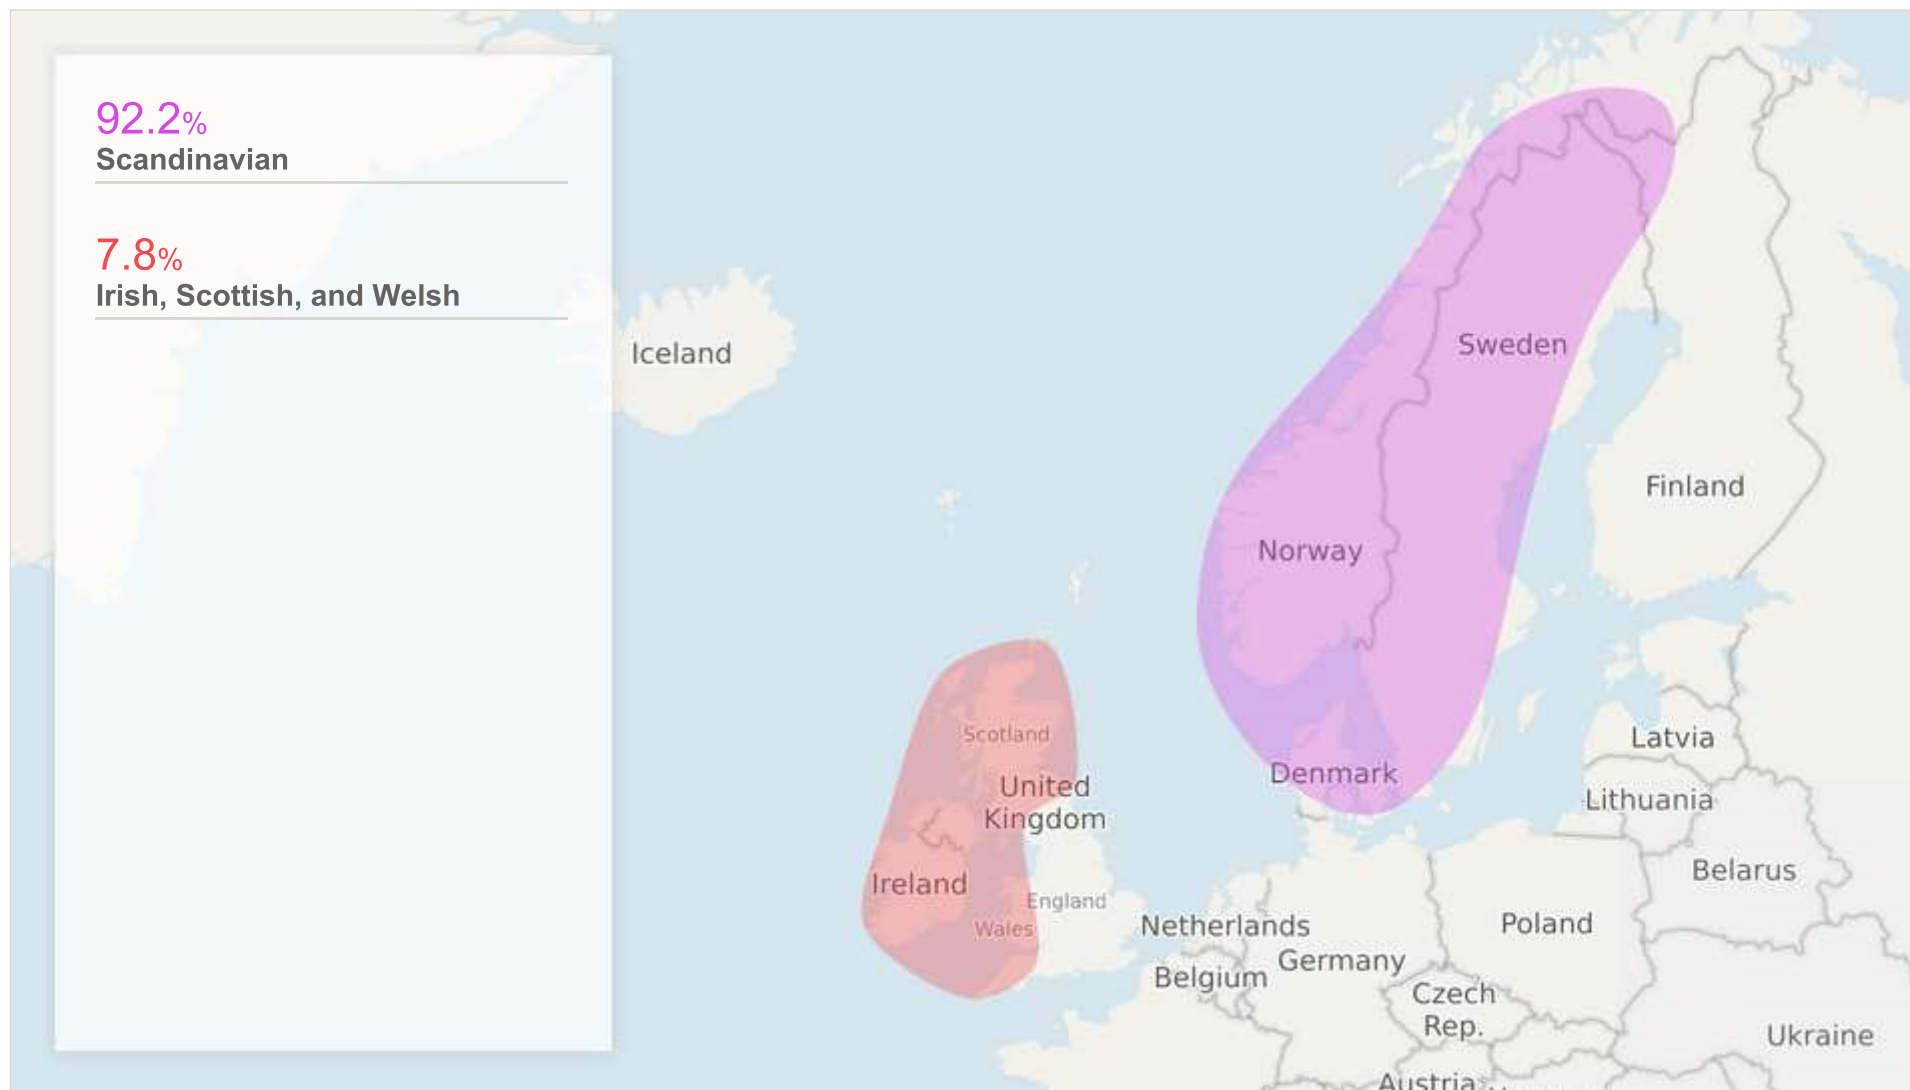 92.2%
Scandinavian
7.8%
Irish, Scottish, and Welsh
Iceland
Sweden
Finland
Norway
Scotland
United
Kingdom
Denmark
Latvia
Lithuania
Ireland
England
Wales
Netherlands
Belgium
Germany
Poland
Belarus
Czech
Rep.
Ukraine
Austria